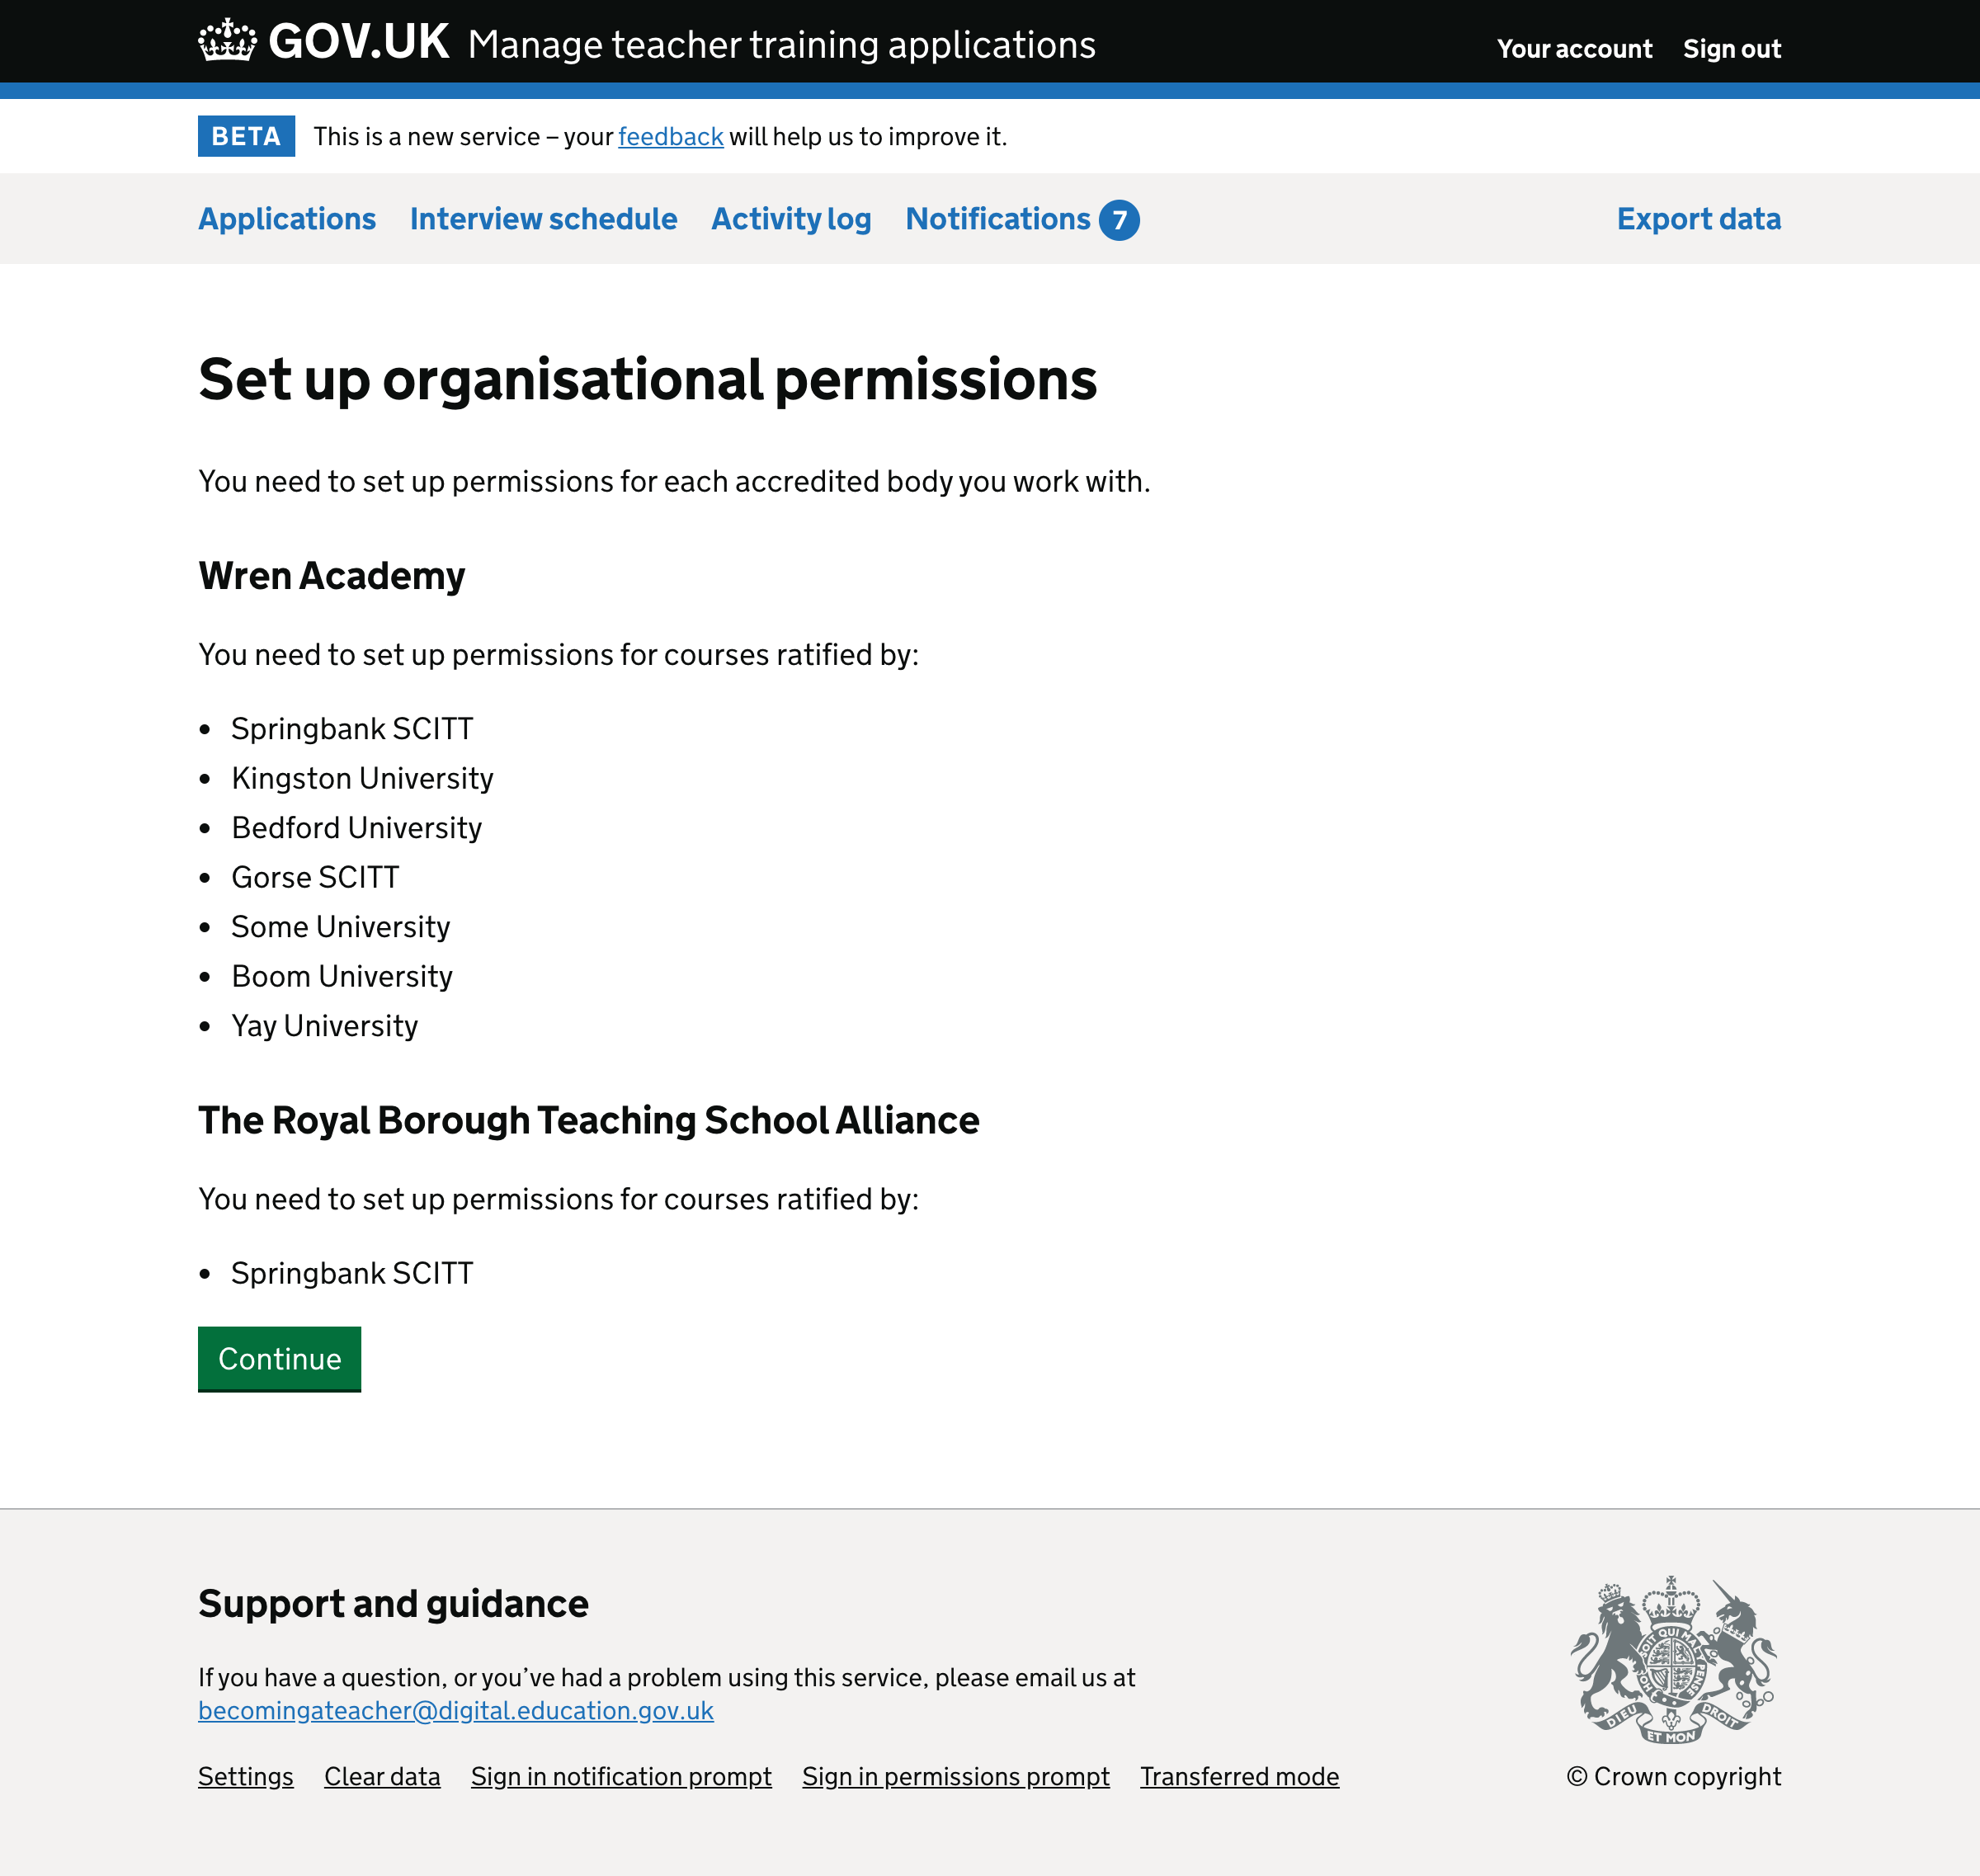 GOV.UK Manage teacher training applications
Your account Sign out
BETA This is a new service – your feedback will help us to improve it.
Applications Interview schedule Activity log Notifications 7 Export data
Set up organisational permissions
You need to set up permissions for each accredited body you work with.
Wren Academy
You need to set up permissions for courses ratified by:
• Springbank SCITT
• Kingston University
• Bedford University
• Gorse SCITT
• Some University
• Boom University
• Yay University
The Royal Borough Teaching School Alliance
You need to set up permissions for courses ratified by:
• Springbank SCITT
Continue
Support and guidance
If you have a question, or you’ve had a problem using this service, please email us at
becomingateacher@digital.education.gov.uk
Settings Clear data Sign in notification prompt Sign in permissions prompt Transferred mode
DIEU ET MON DROIT
© Crown copyright